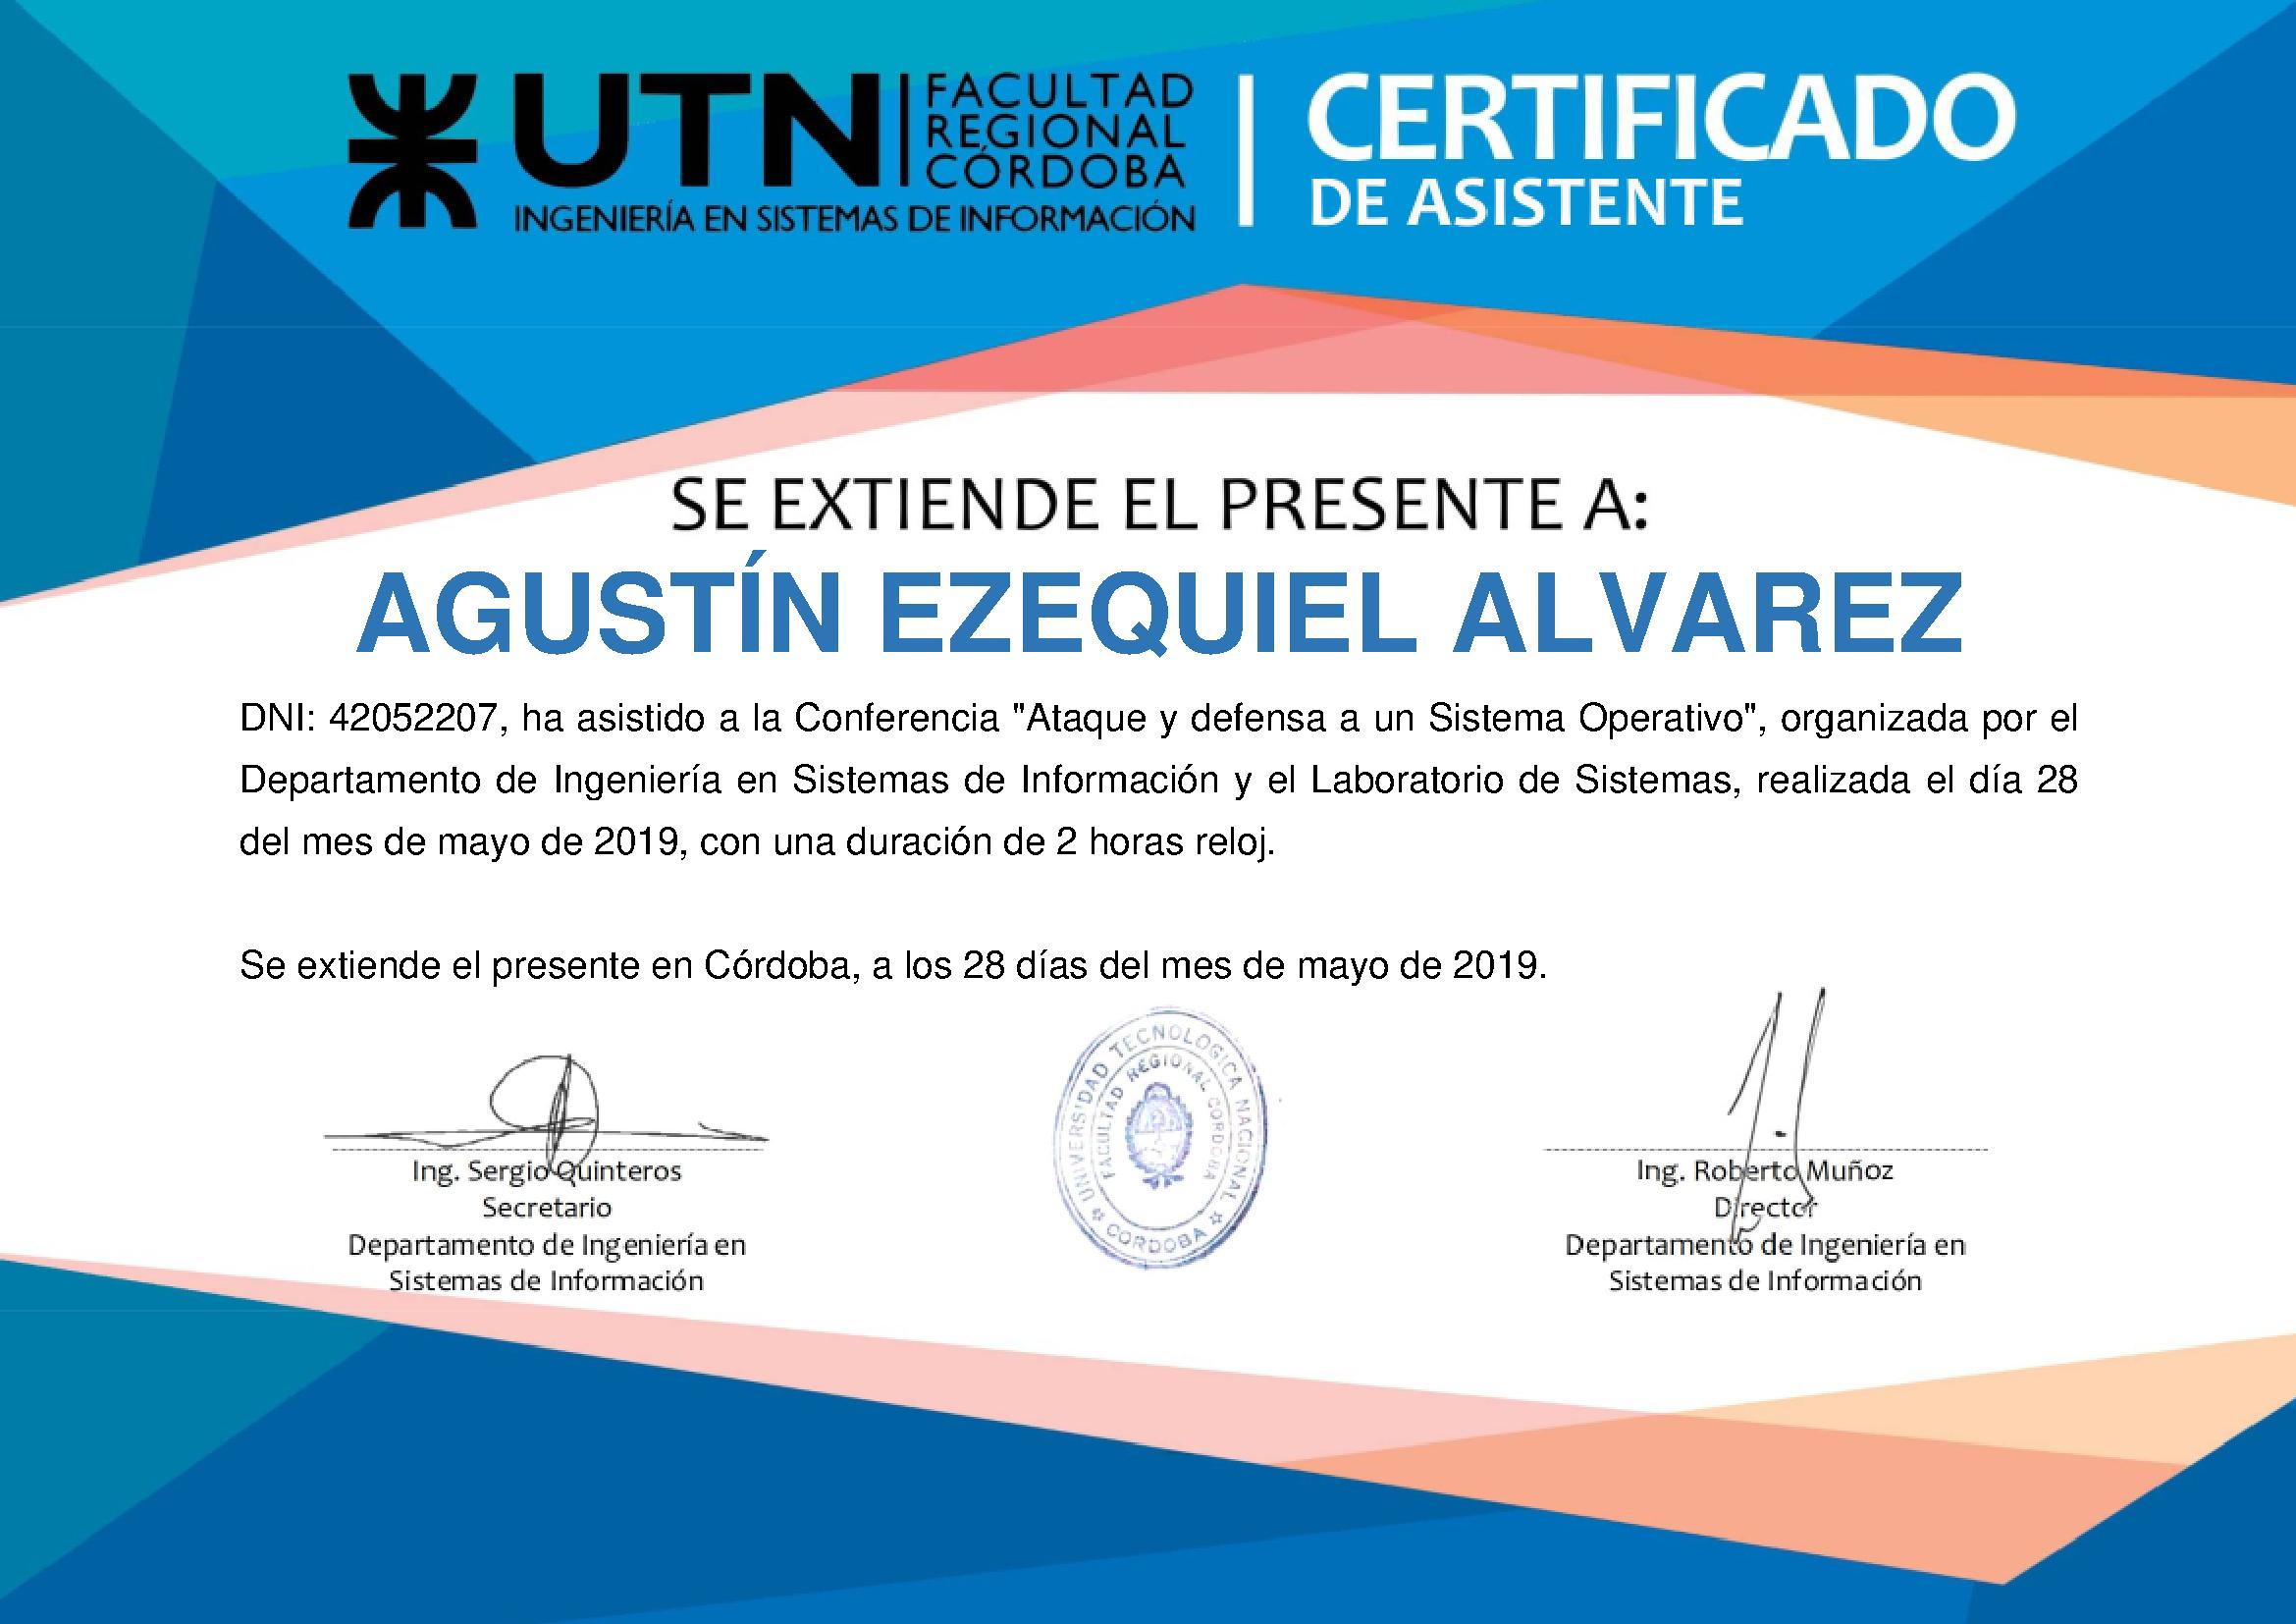 UTN
FACULTAD
REGIONAL
CÓRDOBA
INGENIERÍA EN SISTEMAS DE INFORMACIÓN
CERTIFICADO
DE ASISTENTE
SE EXTIENDE EL PRESENTE A:
AGUSTÍN EZEQUIEL ALVAREZ
DNI: 42052207, ha asistido a la Conferencia "Ataque y defensa a un Sistema Operativo", organizada por el
Departamento de Ingeniería en Sistemas de Información y el Laboratorio de Sistemas, realizada el día 28
del mes de mayo de 2019, con una duración de 2 horas reloj.
Se extiende el presente en Córdoba, a los 28 días del mes de mayo de 2019.
Ing. Sergio Quinteros
Secretario
Departamento de Ingeniería en
Sistemas de Información
UNIVERSIDAD TECNOLOGICA NACIONAL
FACULTAD REGIONAL CORDOBA
CORDOBA
Ing. Roberto Muñoz
Director
Departamento de Ingeniería en
Sistemas de Información